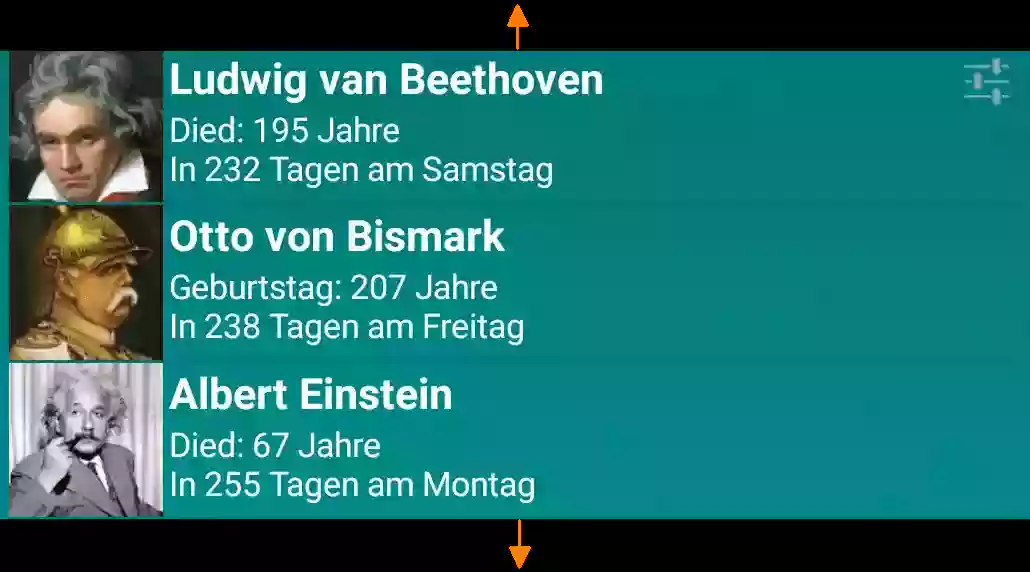 Ludwig van Beethoven
Died: 195 Jahre
In 232 Tagen am Samstag
Otto von Bismark
Geburtstag: 207 Jahre
In 238 Tagen am Freitag
Albert Einstein
Died: 67 Jahre
In 255 Tagen am Montag